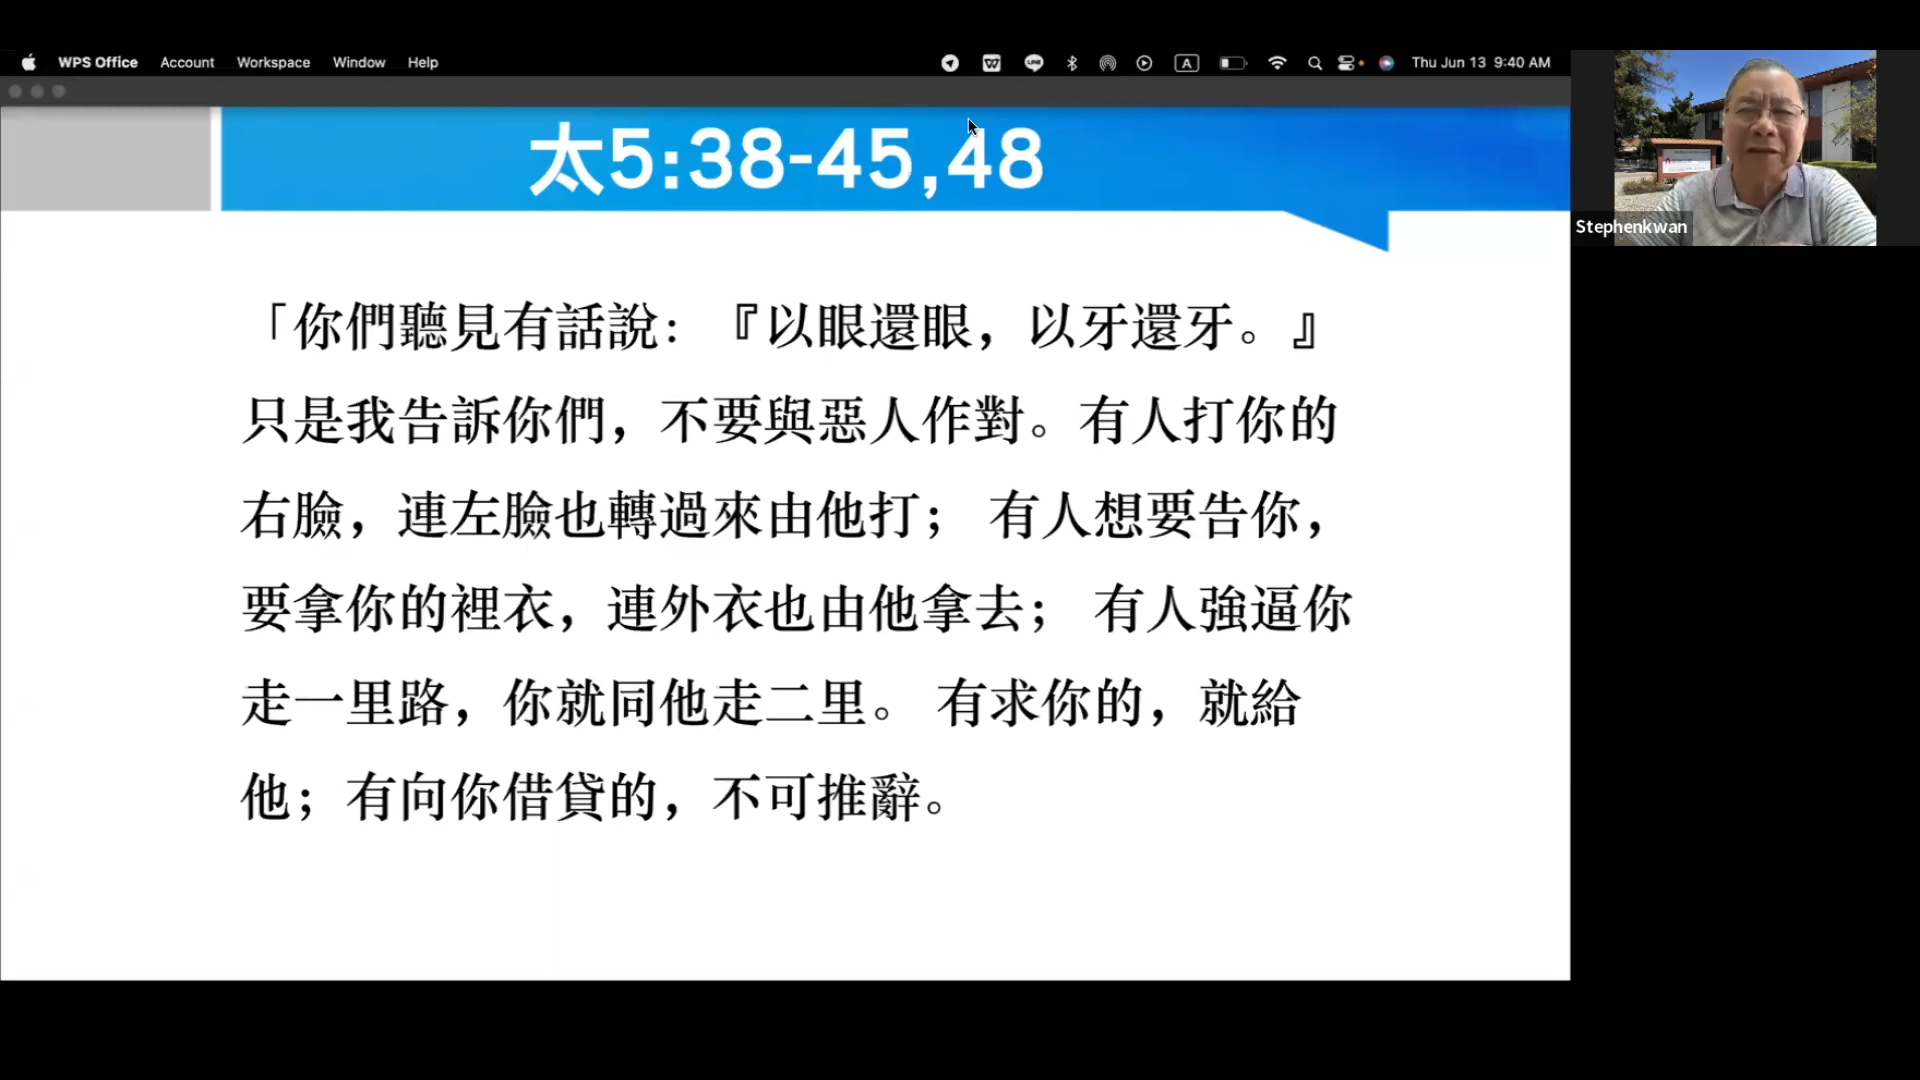 WPS Office Account Workspace Window Help
A Thu Jun 13 9:40 AM
太5:38-45,48
「你們聽見有話說：『以眼還眼，以牙還牙。』
只是我告訴你們，不要與惡人作對。有人打你的
右臉，連左臉也轉過來由他打； 有人想要告你，
要拿你的裡衣，連外衣也由他拿去； 有人強逼你
走一里路，你就同他走二里。 有求你的，就給
他；有向你借貸的，不可推辭。
Stephenkwan